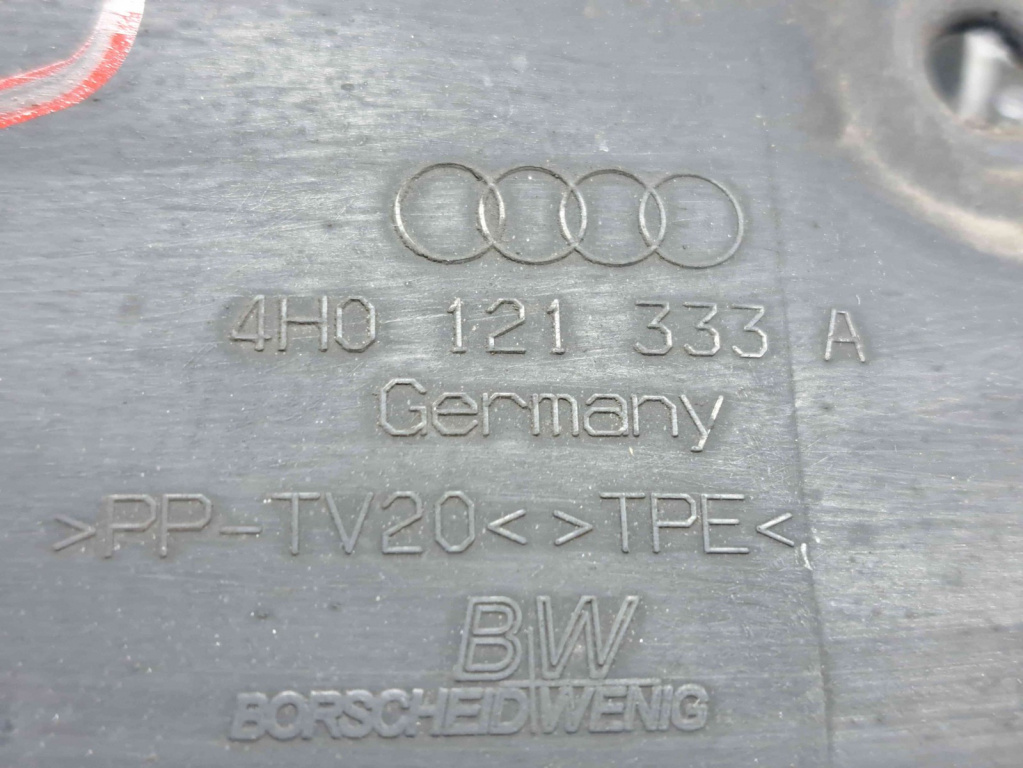 4H0 121 333 A
Germany
>PP-TV20< >TPE<
BW
BORSCHEID WENIG